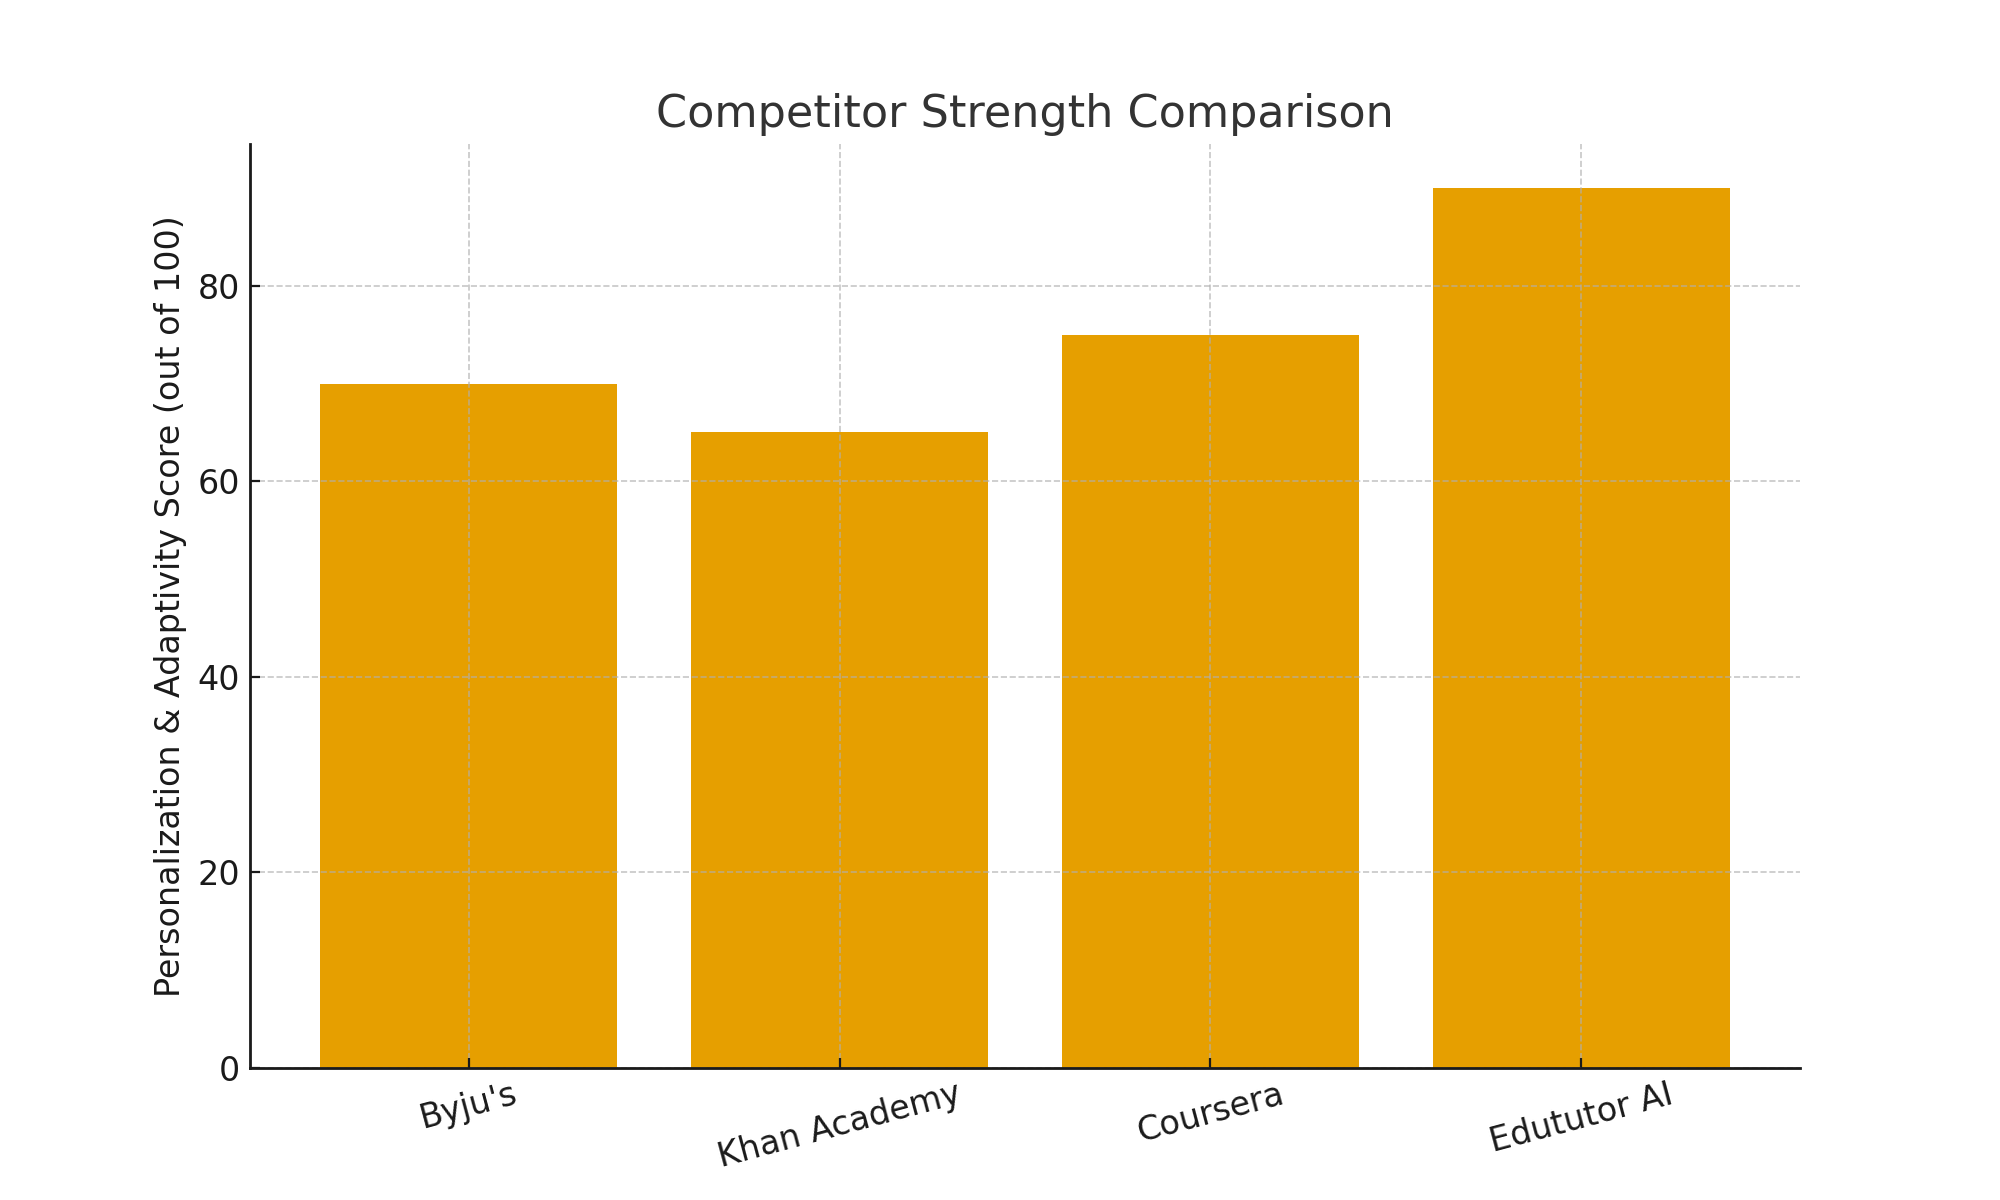 Competitor Strength Comparison
Personalization & Adaptivity Score (out of 100)
80
60
40
20
0
Byju's
Khan Academy
Coursera
Edututor AI